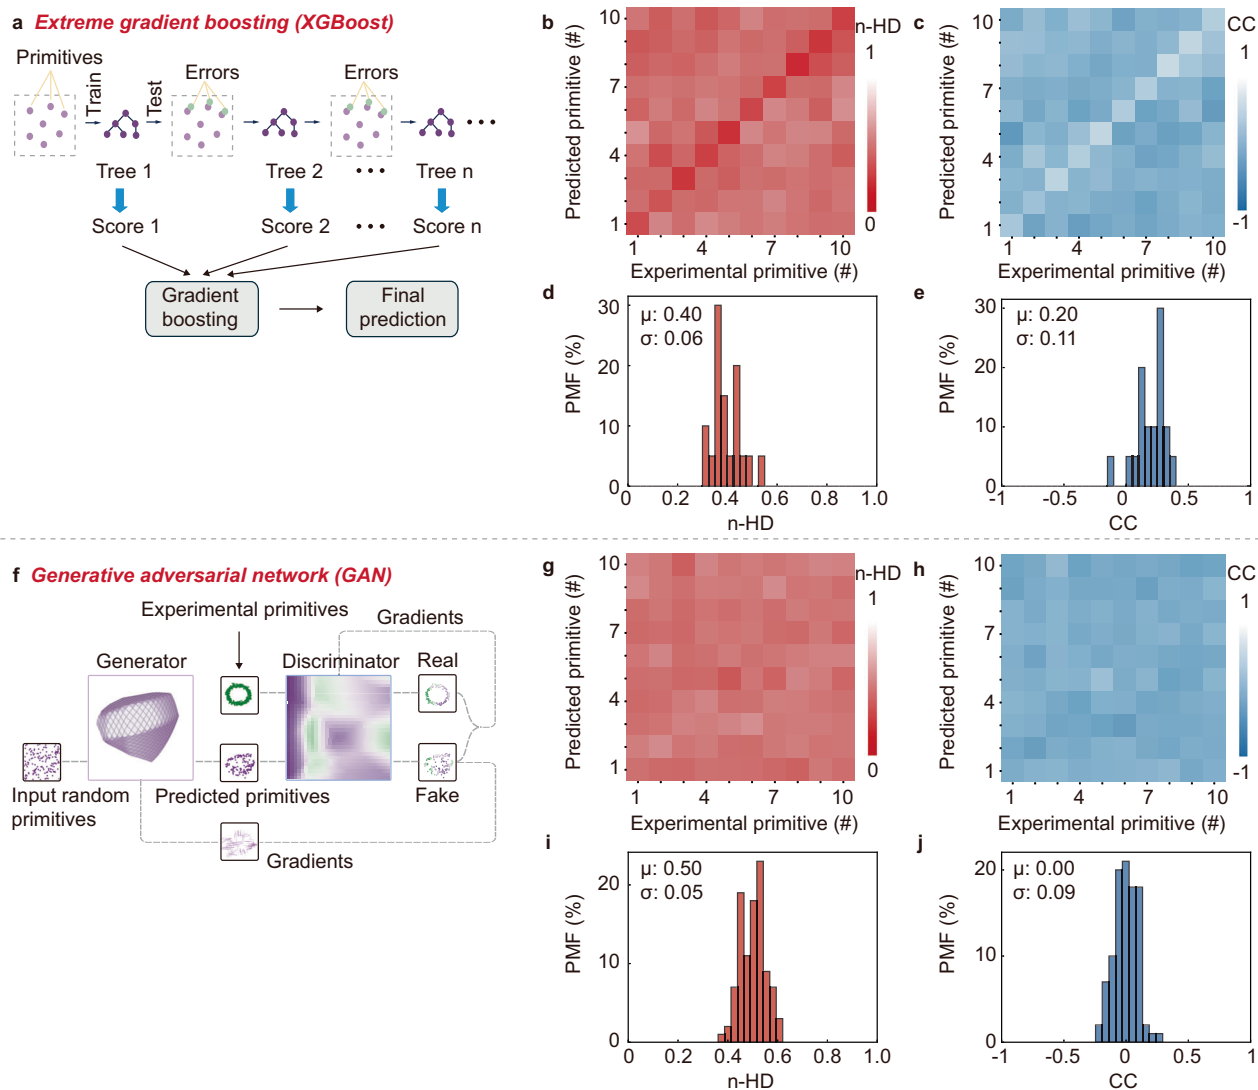 a Extreme gradient boosting (XGBoost)
Primitives
Train
Test
Errors
Errors
Tree 1
Tree 2
Tree n
Score 1
Score 2
Score n
Gradient
boosting
Final
prediction
b
n-HD
1
0
Predicted primitive (#)
10
7
4
1
1 4 7 10
Experimental primitive (#)
c
CC
1
-1
Predicted primitive (#)
10
7
4
1
1 4 7 10
Experimental primitive (#)
d
μ: 0.40
σ: 0.06
PMF (%)
30
20
10
0
0 0.2 0.4 0.6 0.8 1.0
n-HD
e
μ: 0.20
σ: 0.11
PMF (%)
30
20
10
0
-1 -0.5 0 0.5 1
CC
f Generative adversarial network (GAN)
Experimental primitives
Gradients
Generator
Discriminator
Real
Input random
primitives
Predicted primitives
Fake
Gradients
g
n-HD
1
0
Predicted primitive (#)
10
7
4
1
1 4 7 10
Experimental primitive (#)
h
CC
1
-1
Predicted primitive (#)
10
7
4
1
1 4 7 10
Experimental primitive (#)
i
μ: 0.50
σ: 0.05
PMF (%)
20
10
0
0 0.2 0.4 0.6 0.8 1.0
n-HD
j
μ: 0.00
σ: 0.09
PMF (%)
20
10
0
-1 -0.5 0 0.5 1
CC